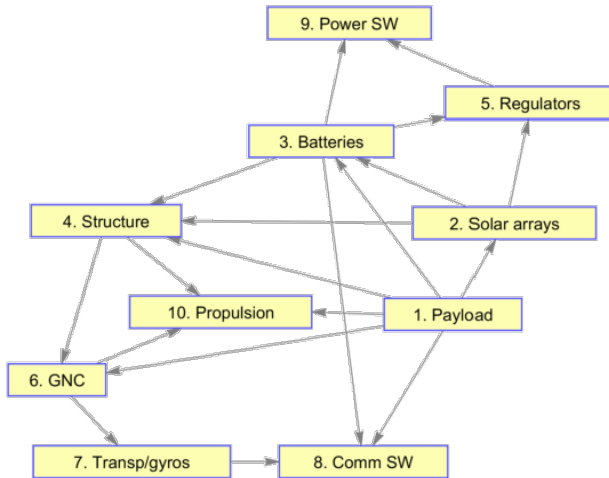 9. Power SW
5. Regulators
3. Batteries
4. Structure
2. Solar arrays
10. Propulsion
1. Payload
6. GNC
7. Transp/gyros
8. Comm SW